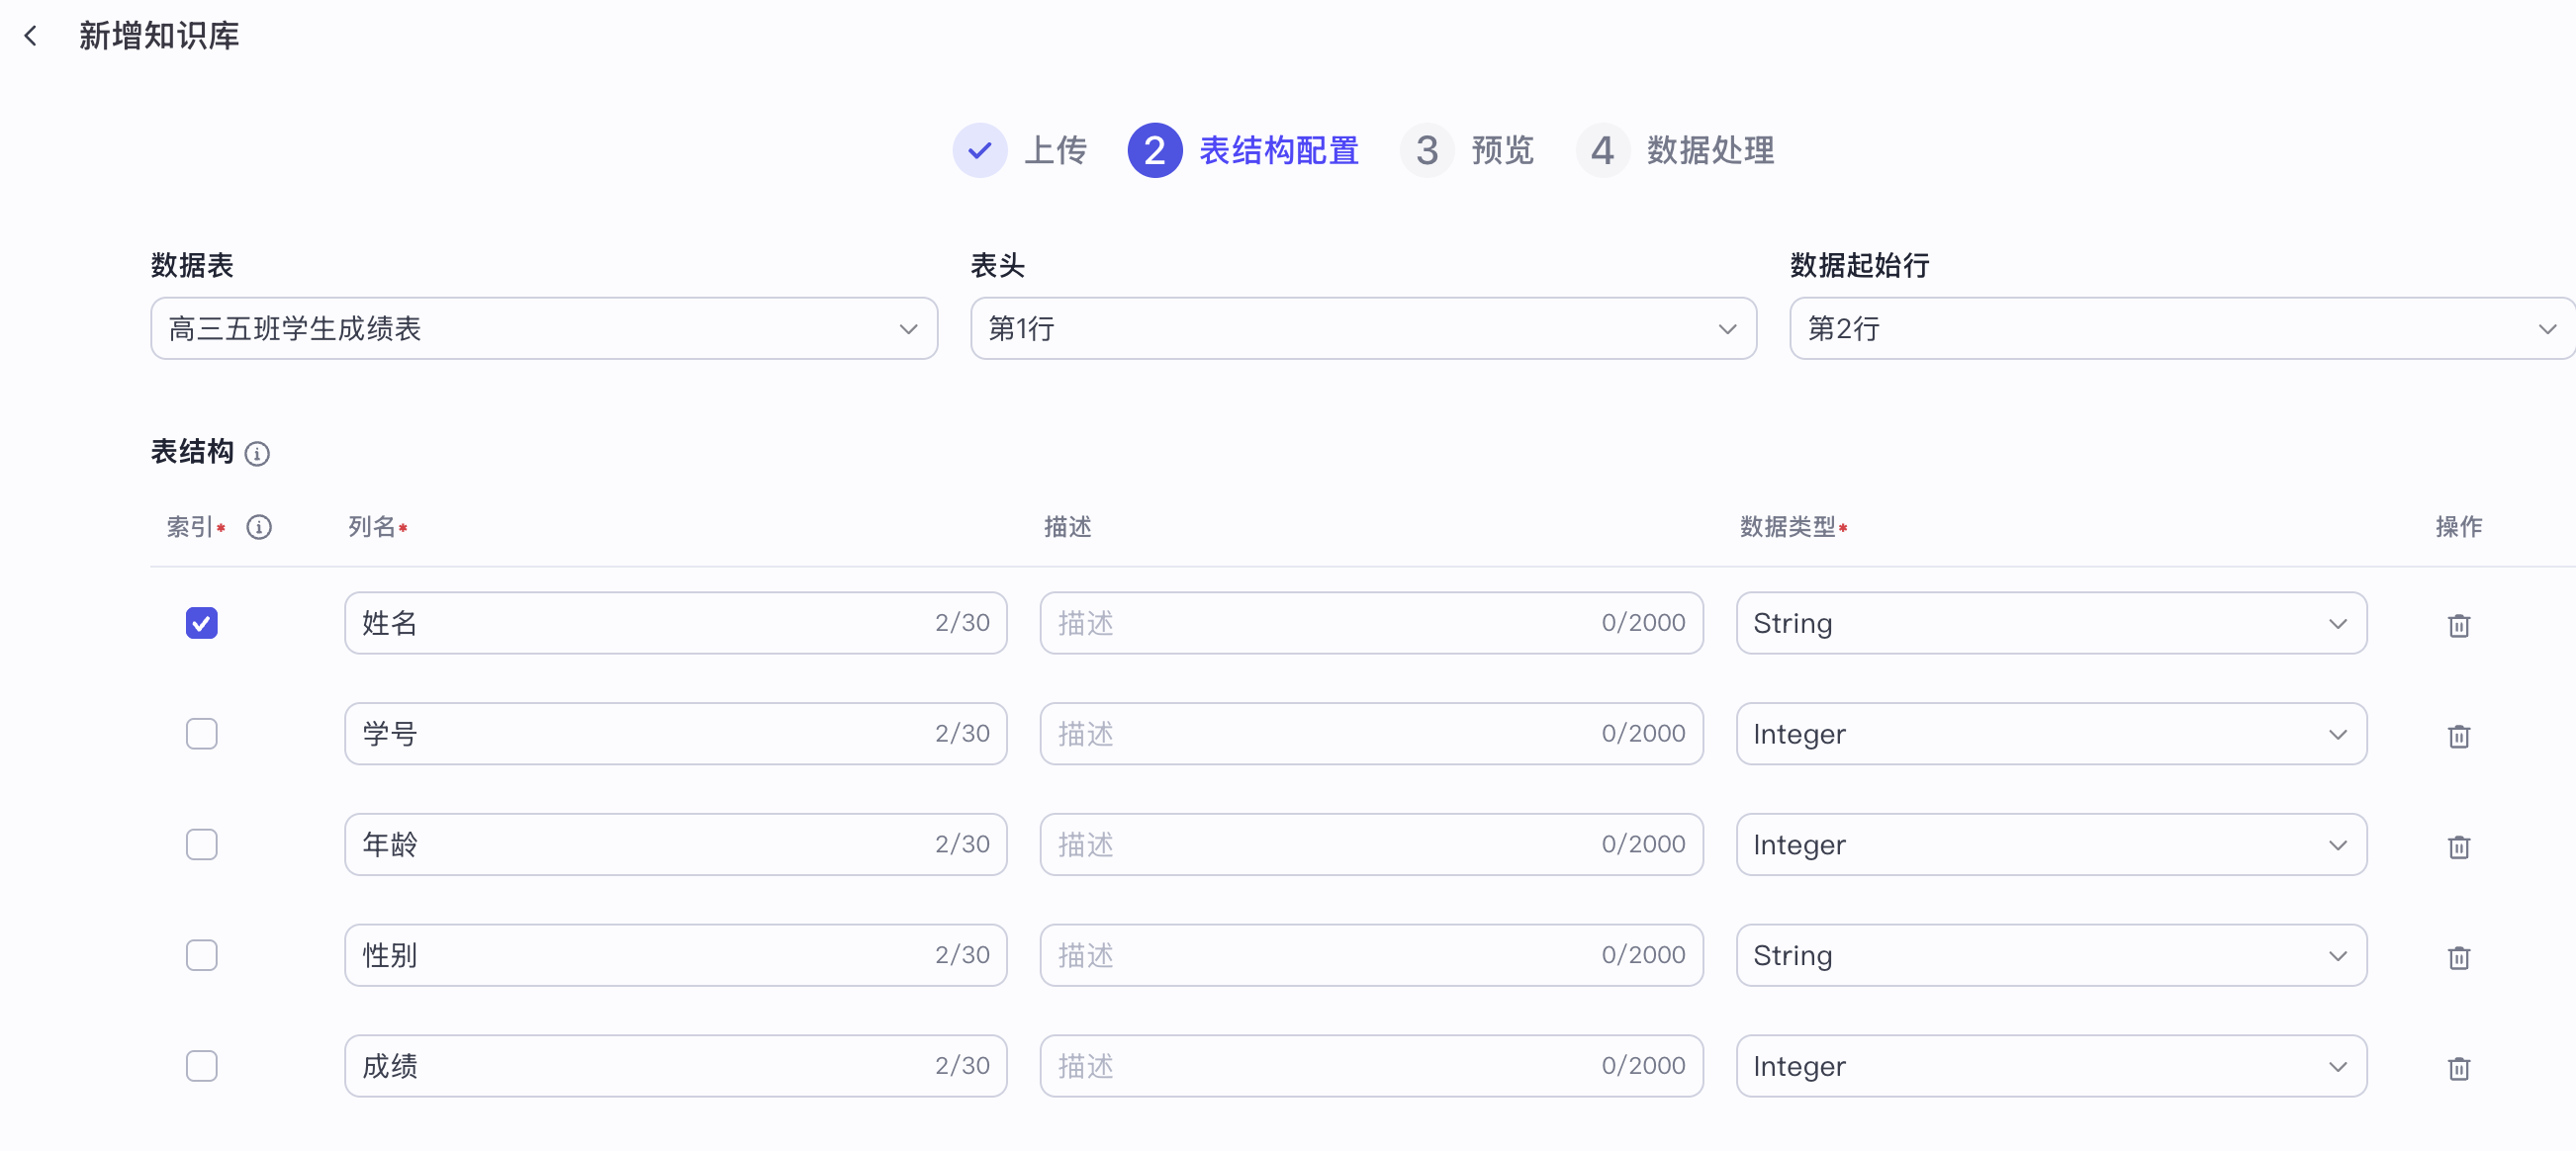 新增知识库
上传 2 表结构配置 3 预览 4 数据处理
数据表 表头 数据起始行
高三五班学生成绩表 第1行 第2行
表结构
索引* 列名* 描述 数据类型* 操作
姓名 2/30 描述 0/2000 String
学号 2/30 描述 0/2000 Integer
年龄 2/30 描述 0/2000 Integer
性别 2/30 描述 0/2000 String
成绩 2/30 描述 0/2000 Integer